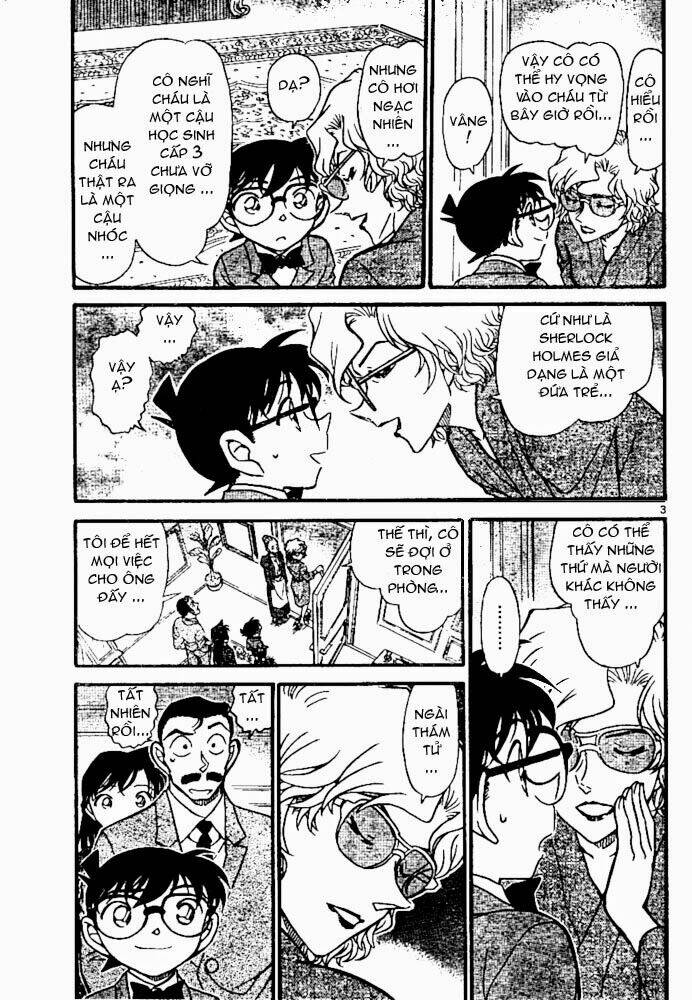 CÔ
HIỂU
RỒI ...
VẬY CÔ CÓ
THỂ HY VỌNG
VÀO CHÁU TỪ
BÂY GIỜ RỒI...
VÂNG
!
NHƯNG
CÔ HƠI
NGẠC
NHIÊN ...
DẠ?
CÔ NGHĨ
CHÁU LÀ
MỘT CẬU
HỌC SINH
CẤP 3
CHƯA VỠ
GIỌNG ...
NHƯNG
CHÁU
THẬT RA
LÀ MỘT
CẬU
NHÓC
...
CỨ NHƯ LÀ
SHERLOCK
HOLMES GIẢ
DẠNG LÀ MỘT
ĐỨA TRẺ...
VẬY
...
VẬY
Ạ?
3
CÔ CÓ THỂ
THẤY NHỮNG
THỨ MÀ NGƯỜI
KHÁC KHÔNG
THẤY ...
.......
THẾ THÌ, CÔ
SẼ ĐỢI Ở
TRONG
PHÒNG...
TÔI ĐỂ HẾT
MỌI VIỆC
CHO ÔNG
ĐẤY ...
NGÀI
THÁM
TỬ
...
TẤT
...
TẤT
NHIÊN
RỒI...